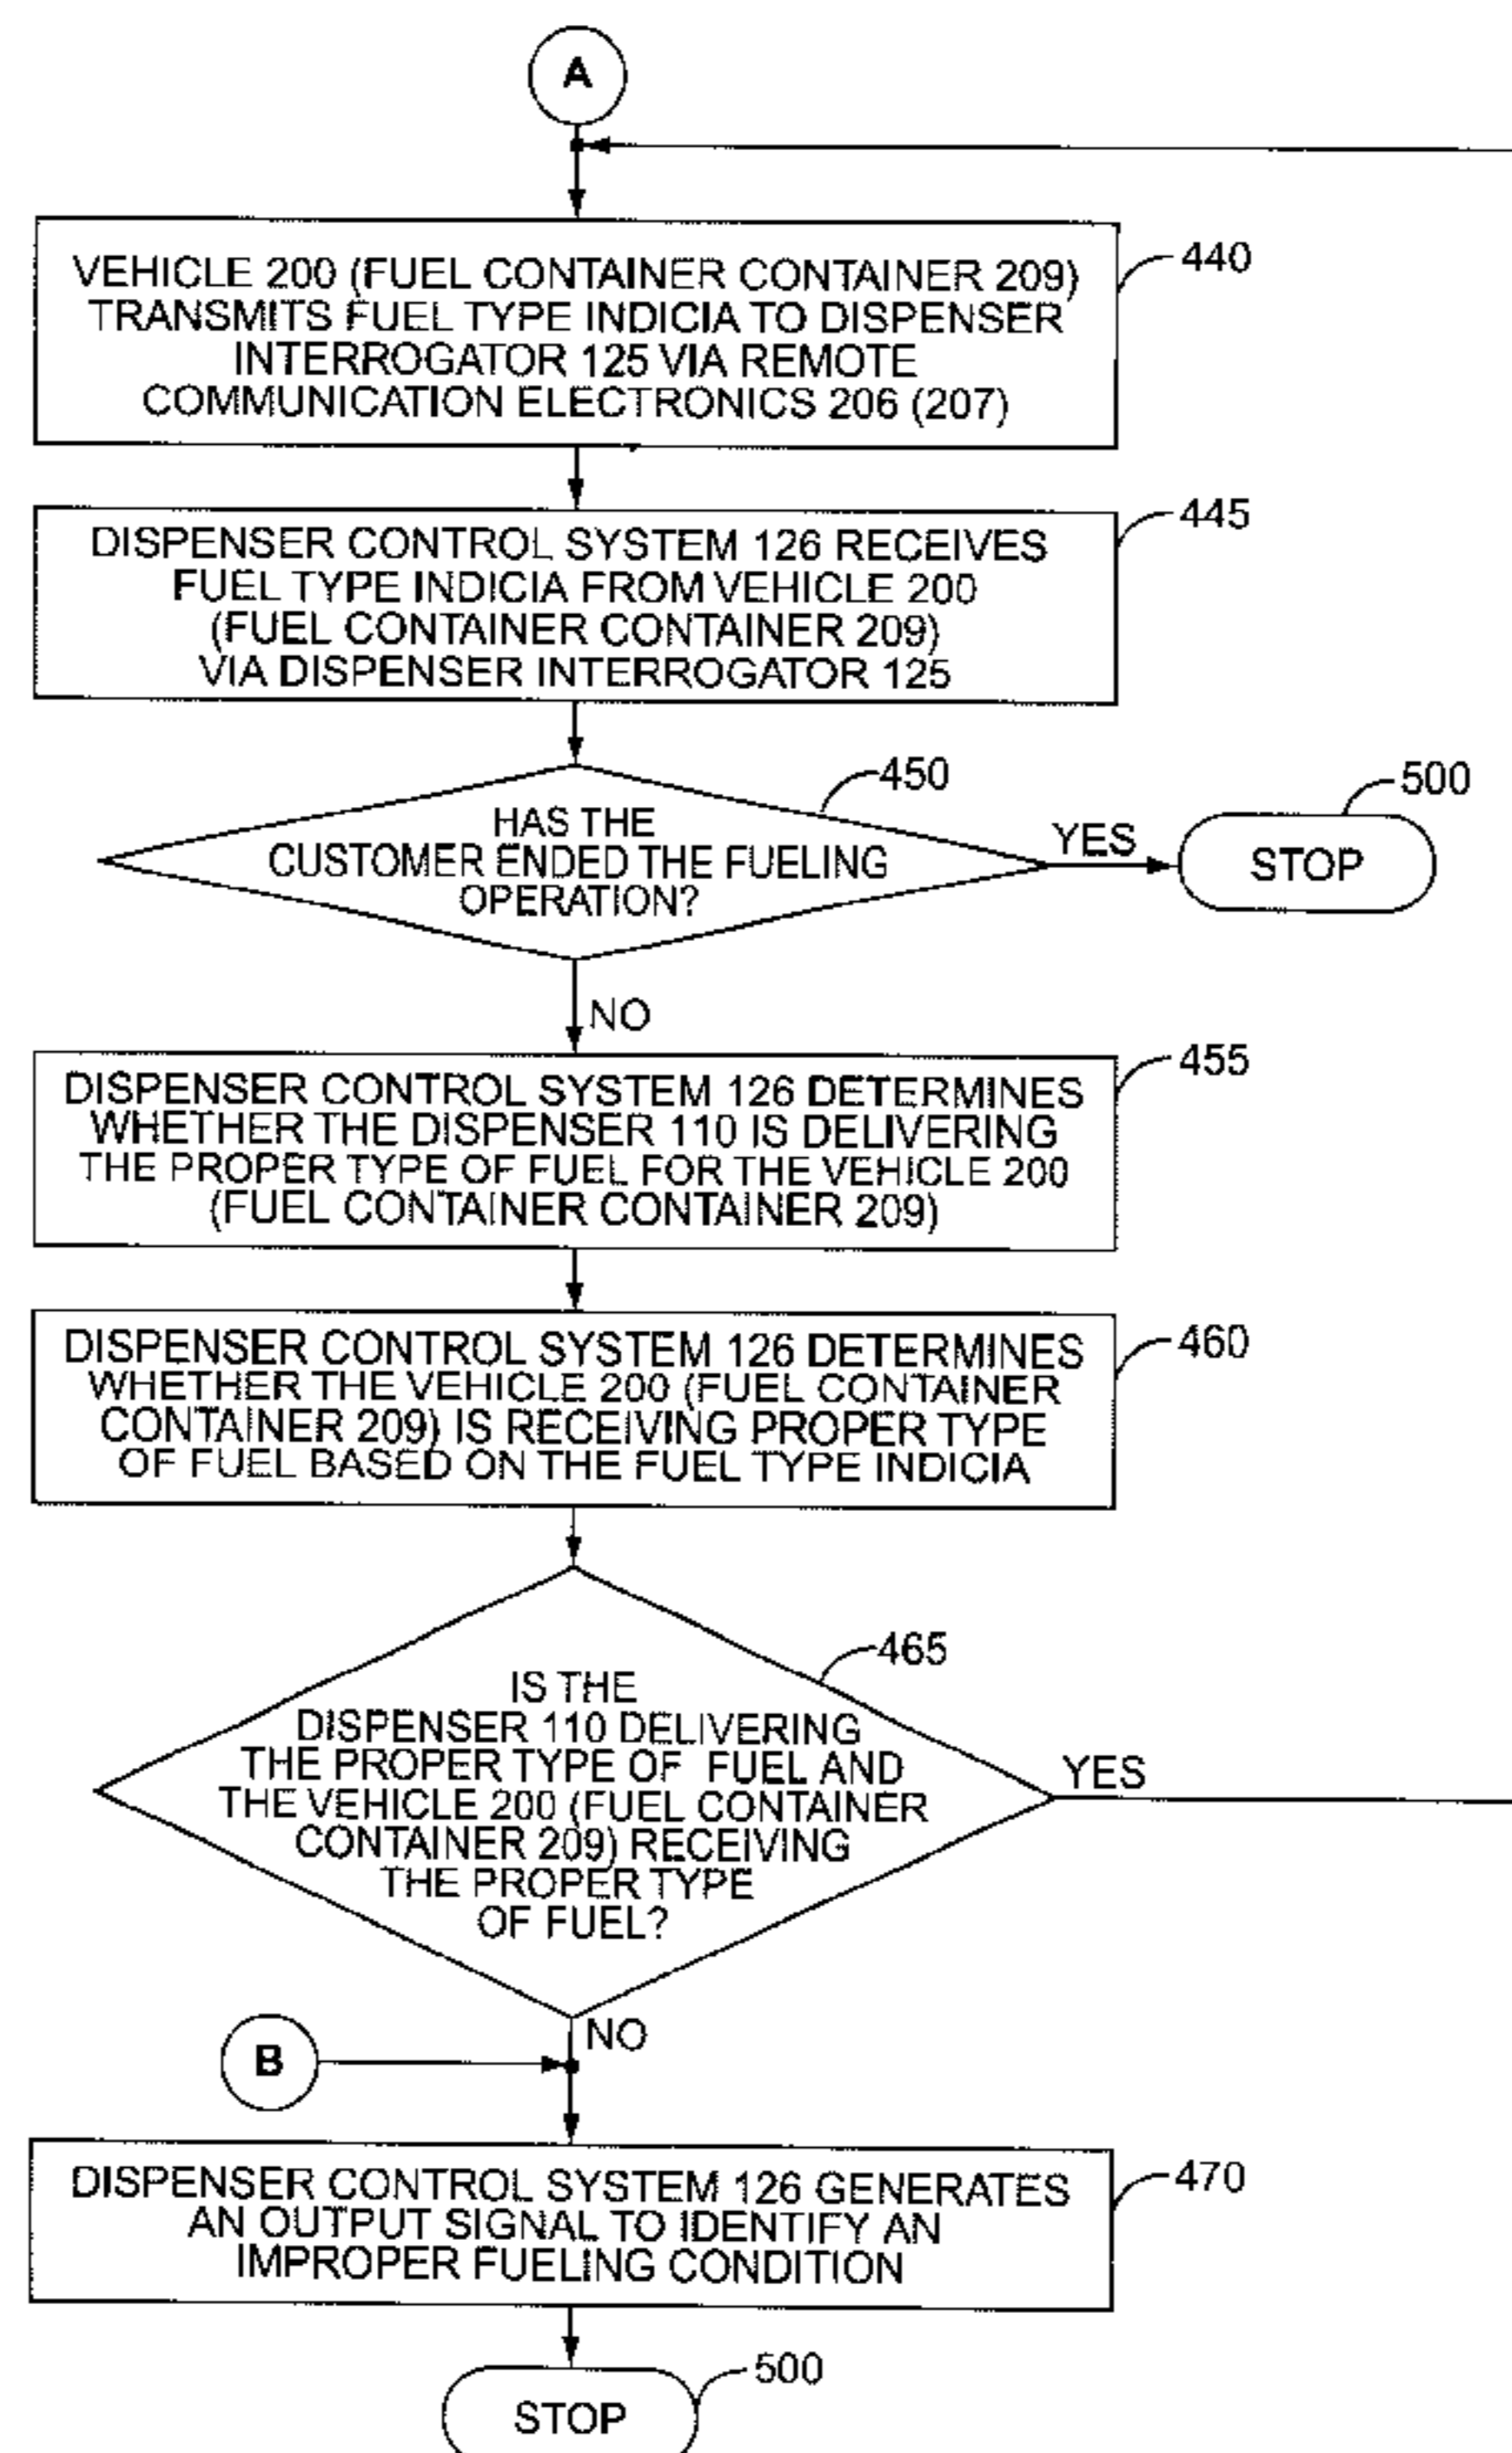 A
VEHICLE 200 (FUEL CONTAINER CONTAINER 209)
TRANSMITS FUEL TYPE INDICIA TO DISPENSER
INTERROGATOR 125 VIA REMOTE
COMMUNICATION ELECTRONICS 206 (207)
440
DISPENSER CONTROL SYSTEM 126 RECEIVES
FUEL TYPE INDICIA FROM VEHICLE 200
(FUEL CONTAINER CONTAINER 209)
VIA DISPENSER INTERROGATOR 125
445
HAS THE
CUSTOMER ENDED THE FUELING
OPERATION?
450
YES
STOP
500
NO
DISPENSER CONTROL SYSTEM 126 DETERMINES
WHETHER THE DISPENSER 110 IS DELIVERING
THE PROPER TYPE OF FUEL FOR THE VEHICLE 200
(FUEL CONTAINER CONTAINER 209)
455
DISPENSER CONTROL SYSTEM 126 DETERMINES
WHETHER THE VEHICLE 200 (FUEL CONTAINER
CONTAINER 209) IS RECEIVING PROPER TYPE
OF FUEL BASED ON THE FUEL TYPE INDICIA
460
IS THE
DISPENSER 110 DELIVERING
THE PROPER TYPE OF FUEL AND
THE VEHICLE 200 (FUEL CONTAINER
CONTAINER 209) RECEIVING
THE PROPER TYPE
OF FUEL?
465
YES
NO
B
DISPENSER CONTROL SYSTEM 126 GENERATES
AN OUTPUT SIGNAL TO IDENTIFY AN
IMPROPER FUELING CONDITION
470
STOP
500